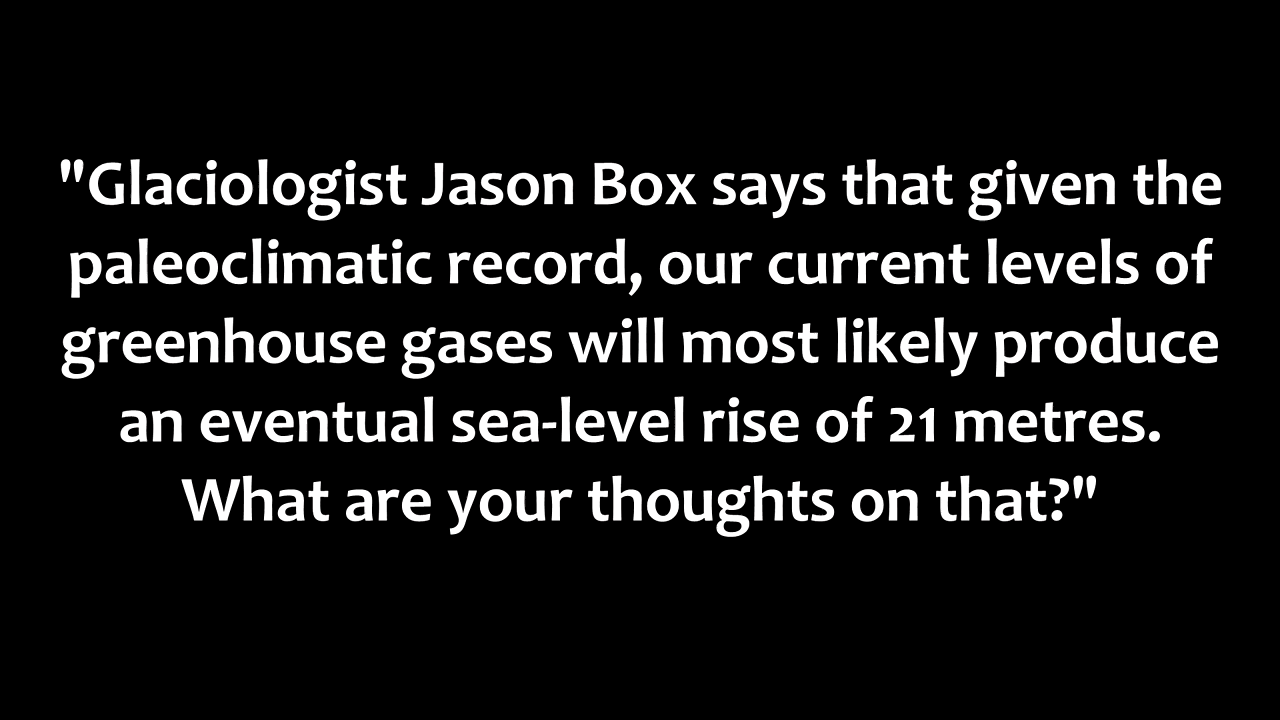 "Glaciologist Jason Box says that given the
paleoclimatic record, our current levels of
greenhouse gases will most likely produce
an eventual sea-level rise of 21 metres.
What are your thoughts on that?"